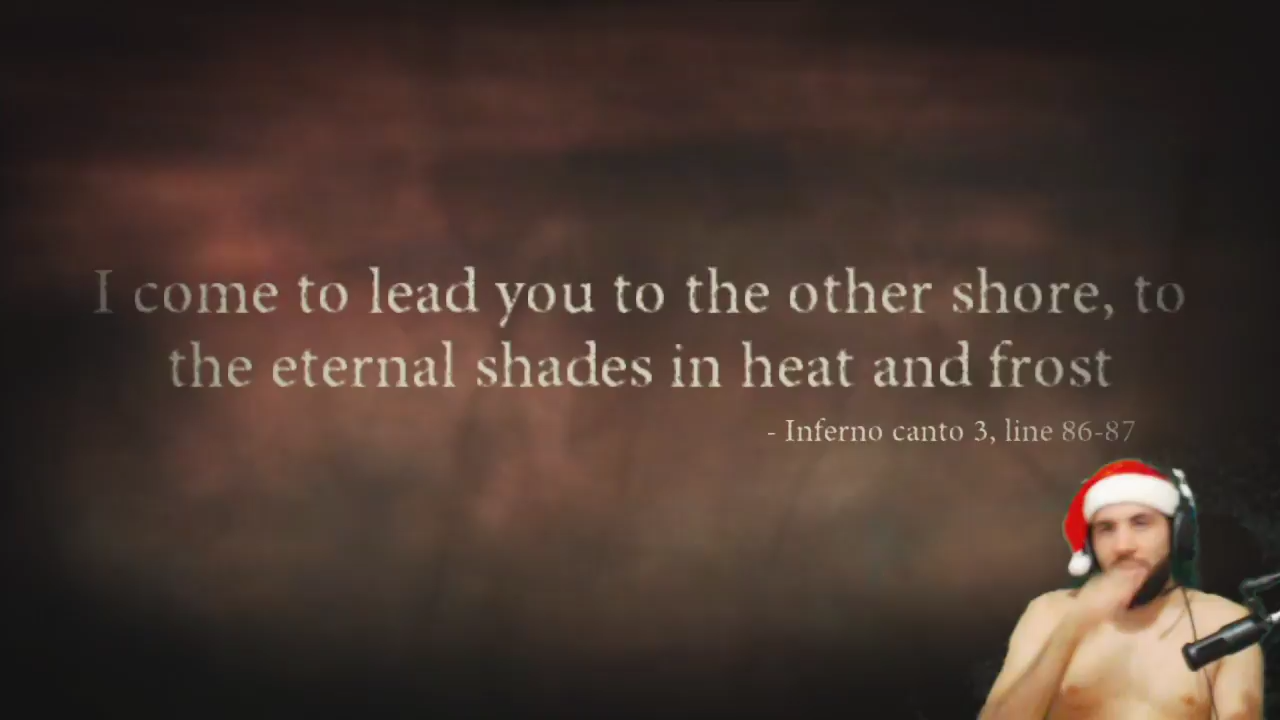 I come to lead you to the other shore, to
the eternal shades in heat and frost
- Inferno canto 3, line 86-87